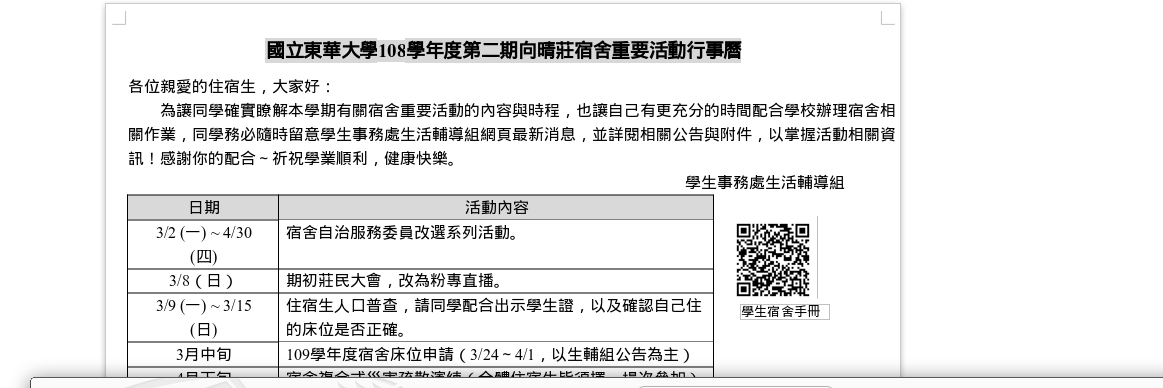 國立東華大學108學年度第二期向晴莊宿舍重要活動行事曆
各位親愛的住宿生，大家好：
為讓同學確實瞭解本學期有關宿舍重要活動的內容與時程，也讓自己有更充分的時間配合學校辦理宿舍相
關作業，同學務必隨時留意學生事務處生活輔導組網頁最新消息，並詳閱相關公告與附件，以掌握活動相關資
訊！感謝你的配合～祈祝學業順利，健康快樂。
學生事務處生活輔導組
日期 活動內容
3/2 (一) ~ 4/30
(四)
宿舍自治服務委員改選系列活動。
3/8（日） 期初莊民大會，改為粉專直播。
3/9 (一) ~ 3/15
(日)
住宿生人口普查，請同學配合出示學生證，以及確認自己住
的床位是否正確。
學生宿舍手冊
3月中旬 109學年度宿舍床位申請（3/24～4/1，以生輔組公告為主）